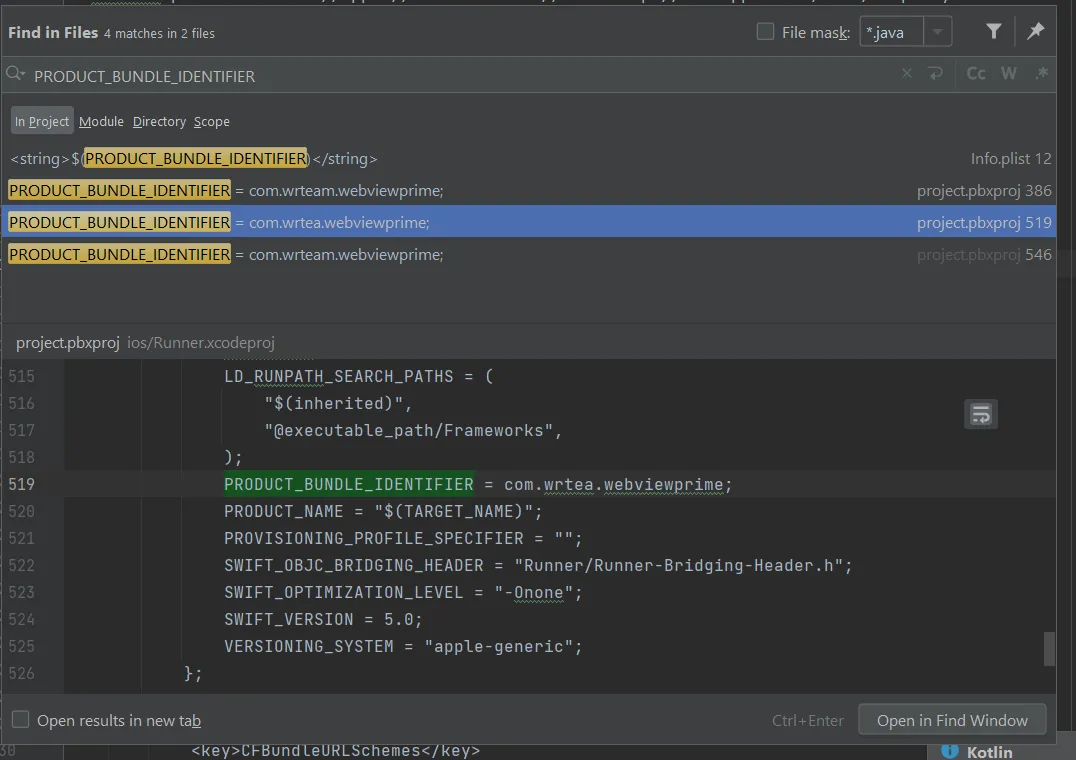 Find in Files 4 matches in 2 files File mask: *.java
PRODUCT_BUNDLE_IDENTIFIER Cc W .*
In Project Module Directory Scope
<string>$(PRODUCT_BUNDLE_IDENTIFIER)</string> Info.plist 12
PRODUCT_BUNDLE_IDENTIFIER = com.wrteam.webviewprime; project.pbxproj 386
PRODUCT_BUNDLE_IDENTIFIER = com.wrtea.webviewprime; project.pbxproj 519
PRODUCT_BUNDLE_IDENTIFIER = com.wrteam.webviewprime; project.pbxproj 546
project.pbxproj ios/Runner.xcodeproj
515 LD_RUNPATH_SEARCH_PATHS = (
516 "$(inherited)",
517 "@executable_path/Frameworks",
518 );
519 PRODUCT_BUNDLE_IDENTIFIER = com.wrtea.webviewprime;
520 PRODUCT_NAME = "$(TARGET_NAME)";
521 PROVISIONING_PROFILE_SPECIFIER = "";
522 SWIFT_OBJC_BRIDGING_HEADER = "Runner/Runner-Bridging-Header.h";
523 SWIFT_OPTIMIZATION_LEVEL = "-Onone";
524 SWIFT_VERSION = 5.0;
525 VERSIONING_SYSTEM = "apple-generic";
526 };
Open results in new tab Ctrl+Enter Open in Find Window
30 <key>CFBundleURLSchemes</key> Kotlin